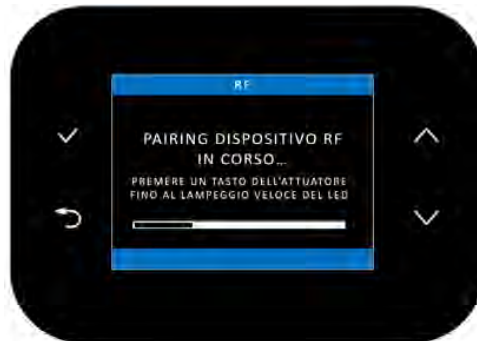 RF
PAIRING DISPOSITIVO RF
IN CORSO...
PREMERE UN TASTO DELL'ATTUATORE
FINO AL LAMPEGGIO VELOCE DEL LED